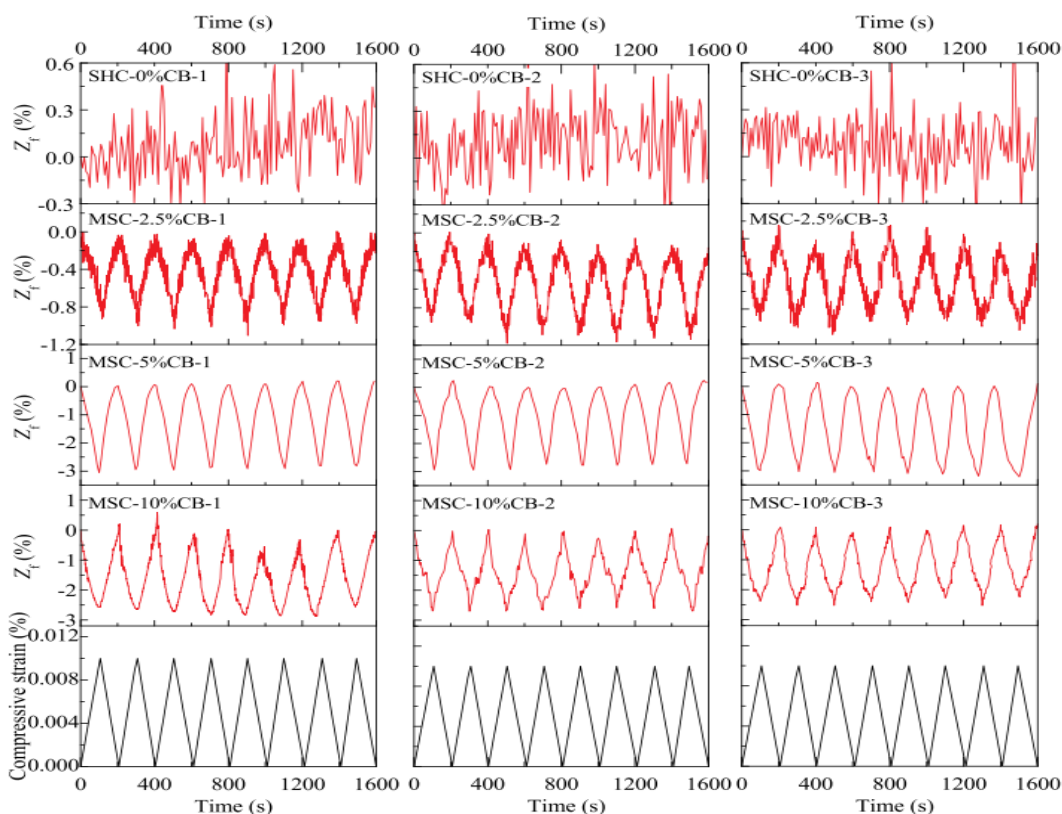 Time (s) Time (s) Time (s)
0 400 800 1200 1600 0 400 800 1200 1600 0 400 800 1200 1600
0.6 SHC-0%CB-1 SHC-0%CB-2 SHC-0%CB-3
0.3
Zf (%)
0.0
-0.3
MSC-2.5%CB-1 MSC-2.5%CB-2 MSC-2.5%CB-3
0.0
-0.4
Zf (%)
-0.8
-1.2
MSC-5%CB-1 MSC-5%CB-2 MSC-5%CB-3
1
0
-1
Zf (%)
-2
-3
MSC-10%CB-1 MSC-10%CB-2 MSC-10%CB-3
1
0
-1
Zf (%)
-2
-3
Compressive strain (%)
0.012
0.008
0.004
0.000
0 400 800 1200 1600 400 800 1200 1600 0 400 800 1200 1600
Time (s) Time (s) Time (s)